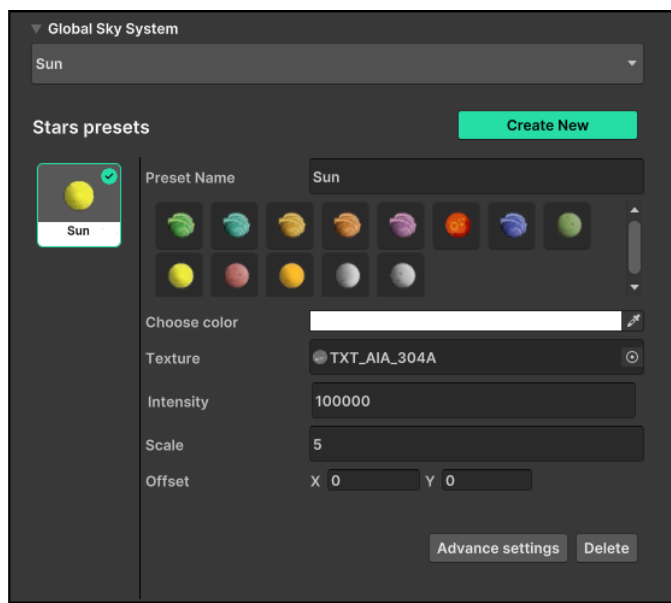 Global Sky System
Sun
Stars presets
Create New
Sun
Preset Name
Sun
Choose color
Texture
TXT_AIA_304A
Intensity
100000
Scale
5
Offset
X 0
Y 0
Advance settings
Delete